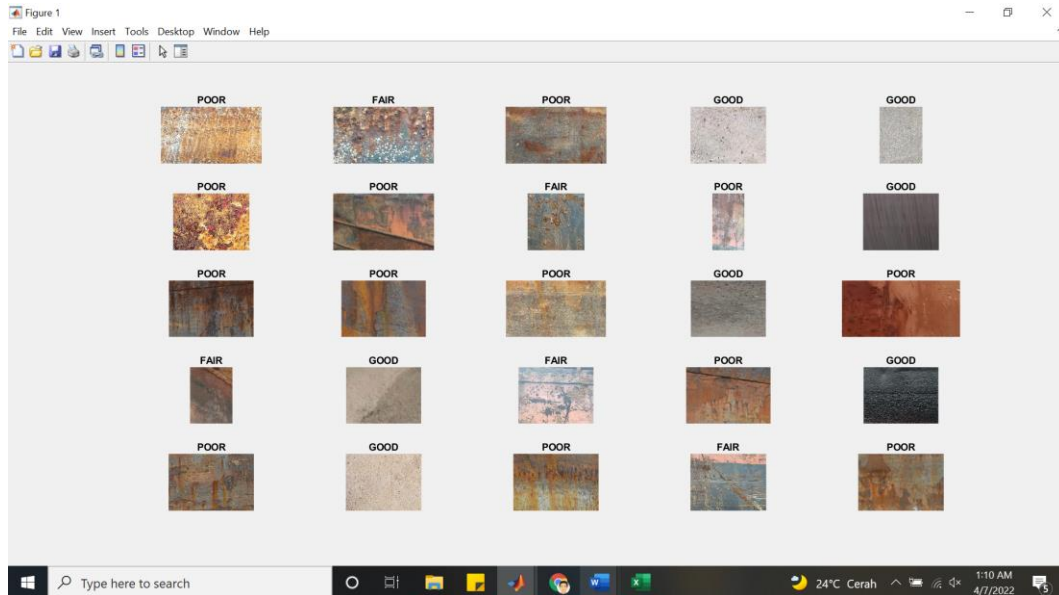 Figure 1
File Edit View Insert Tools Desktop Window Help
POOR FAIR POOR GOOD GOOD
POOR POOR FAIR POOR GOOD
POOR POOR POOR GOOD POOR
FAIR GOOD FAIR POOR GOOD
POOR GOOD POOR FAIR POOR
Type here to search
24°C Cerah
1:10 AM
4/7/2022
5